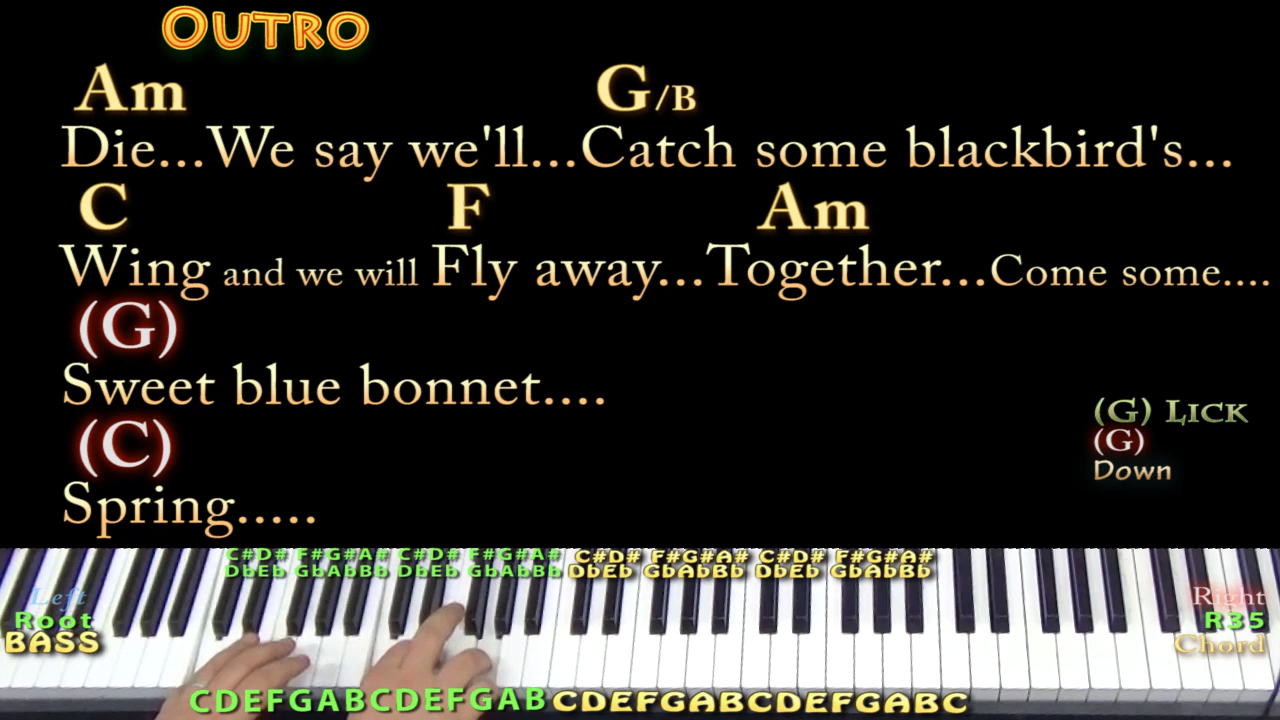 OUTRO
Am G/B
Die...We say we'll...Catch some blackbird's...
C F Am
Wing and we will Fly away...Together...Come some....
(G)
Sweet blue bonnet....
(G) LICK
(G)
Down
(C)
Spring.....
C#D# F#G#A# C#D# F#G#A# C#D# F#G#A# C#D# F#G#A#
DbEb GbAbBb DbEb GbAbBb DbEb GbAbBb DbEb GbAbBb
Left
Root
BASS
Right
R35
Chord
CDEFGABCDEFGABCDEFGABCDEFGABC